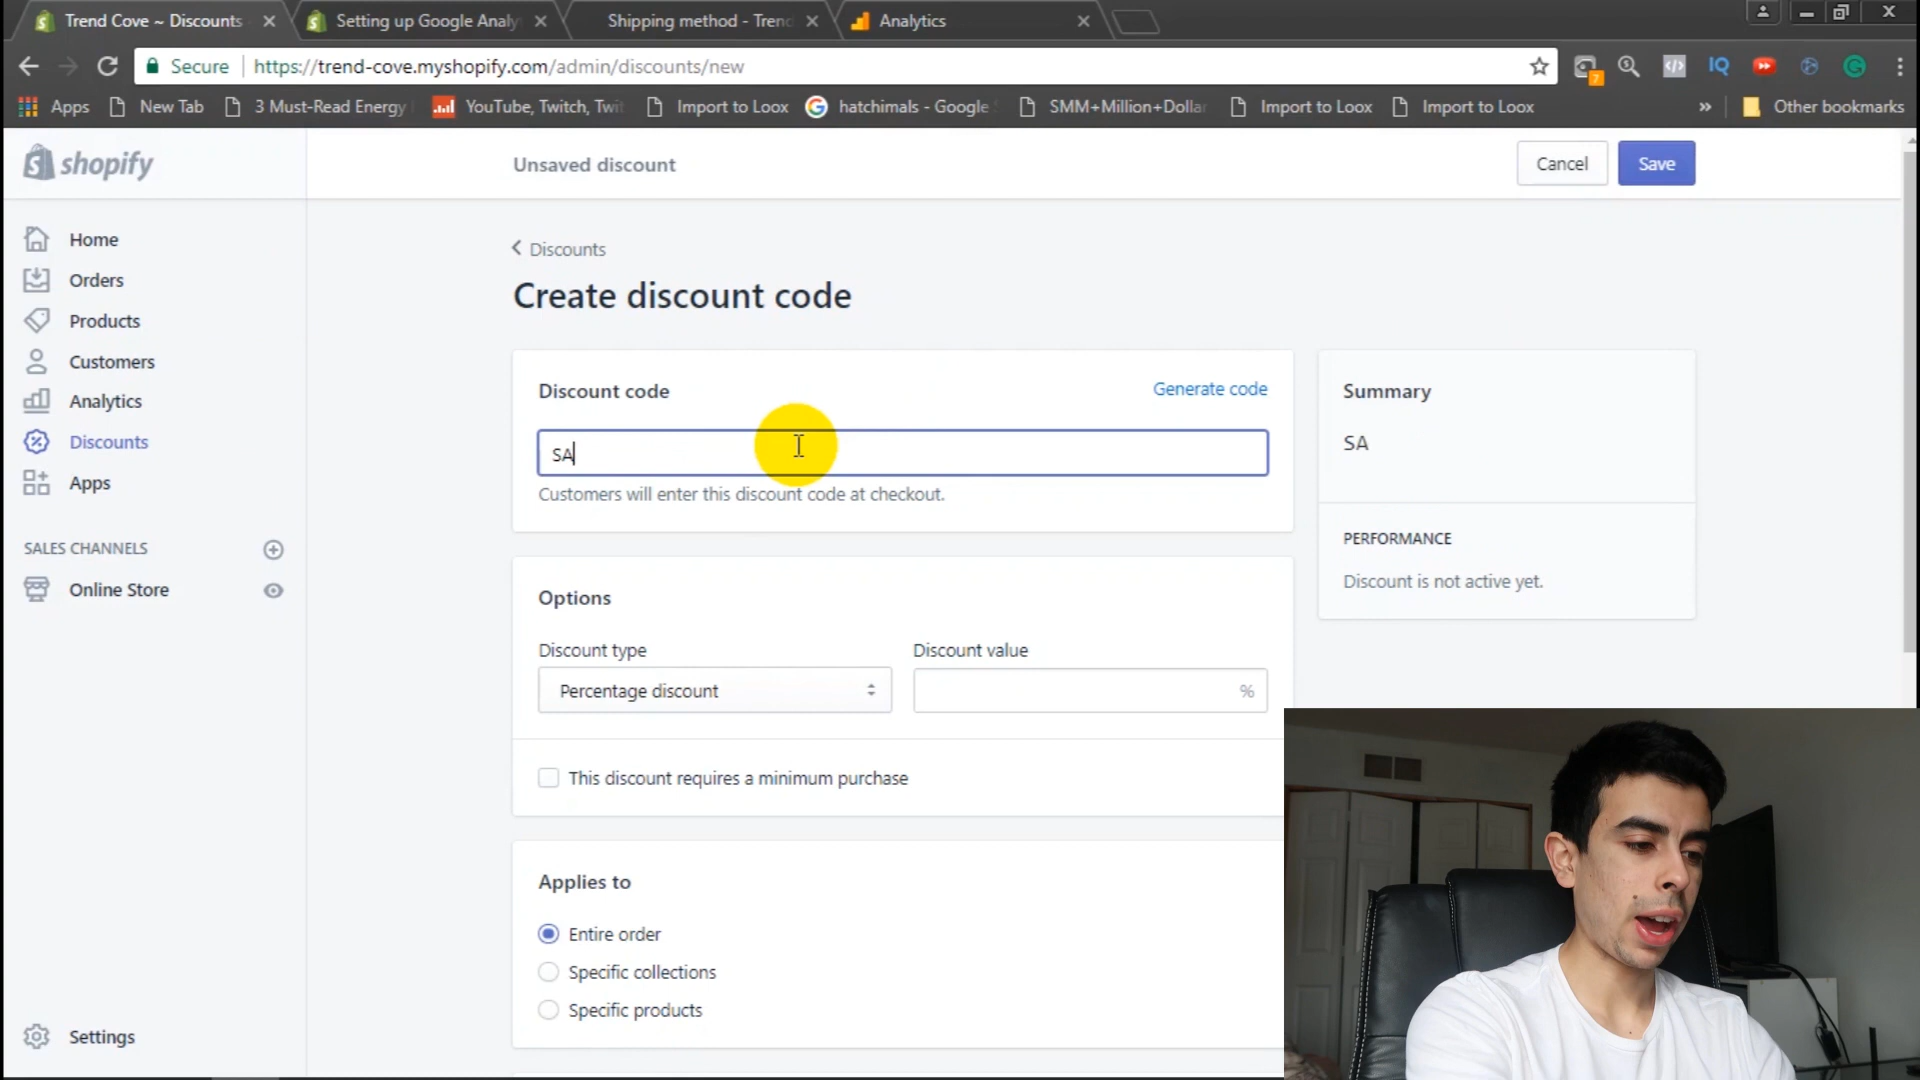 Trend Cove ~ Discounts
Setting up Google Analy
Shipping method - Trend
Analytics
Secure
https://trend-cove.myshopify.com/admin/discounts/new
IQ
7
Apps
New Tab
3 Must-Read Energy
YouTube, Twitch, Twi
Import to Loox
hatchimals - Google S
SMM+Million+Dolla
Import to Loox
Import to Loox
»
Other bookmarks
shopify
Unsaved discount
Cancel
Save
Home
Orders
Products
Customers
Analytics
Discounts
Apps
SALES CHANNELS
Online Store
Settings
Discounts
Create discount code
Discount code
Generate code
SA
Customers will enter this discount code at checkout.
Options
Discount type
Discount value
Percentage discount
%
This discount requires a minimum purchase
Applies to
Entire order
Specific collections
Specific products
Summary
SA
PERFORMANCE
Discount is not active yet.